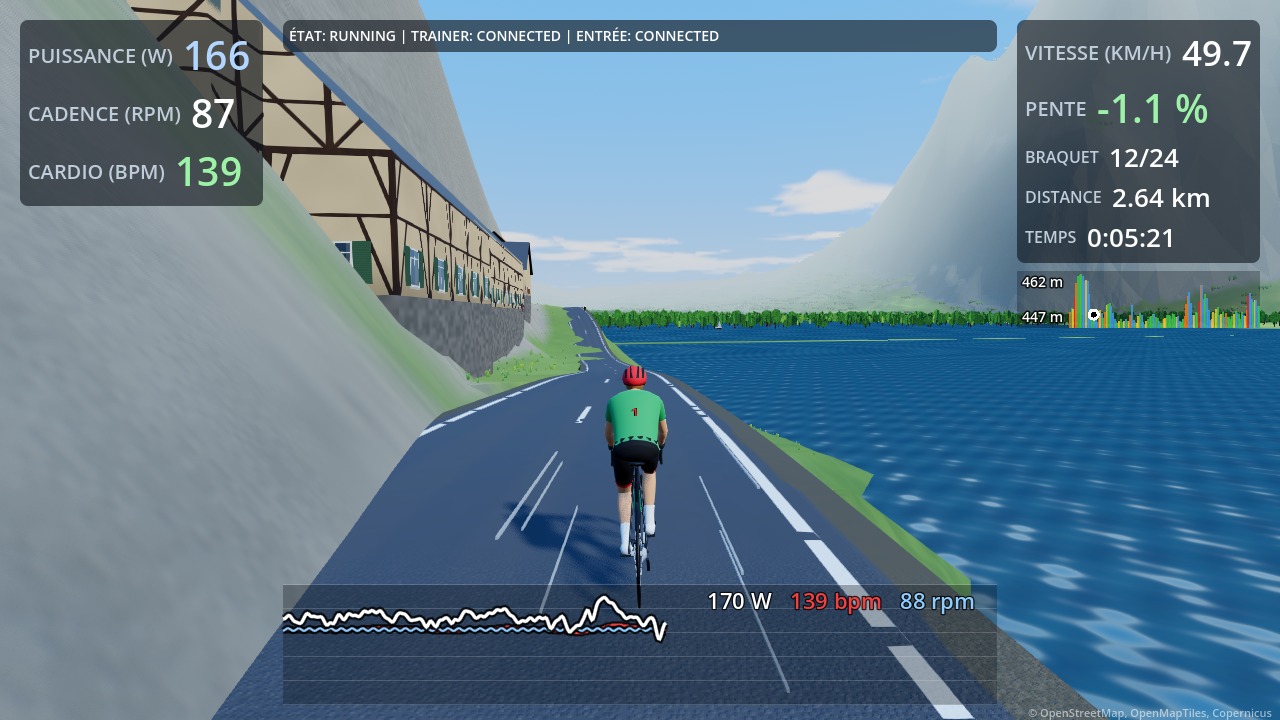 PUISSANCE (W) 166
CADENCE (RPM) 87
CARDIO (BPM) 139
ÉTAT: RUNNING | TRAINER: CONNECTED | ENTRÉE: CONNECTED
VITESSE (KM/H) 49.7
PENTE -1.1 %
BRAQUET 12/24
DISTANCE 2.64 km
TEMPS 0:05:21
462 m
447 m
1
170 W 139 bpm 88 rpm
© OpenStreetMap, OpenMapTiles, Copernicus